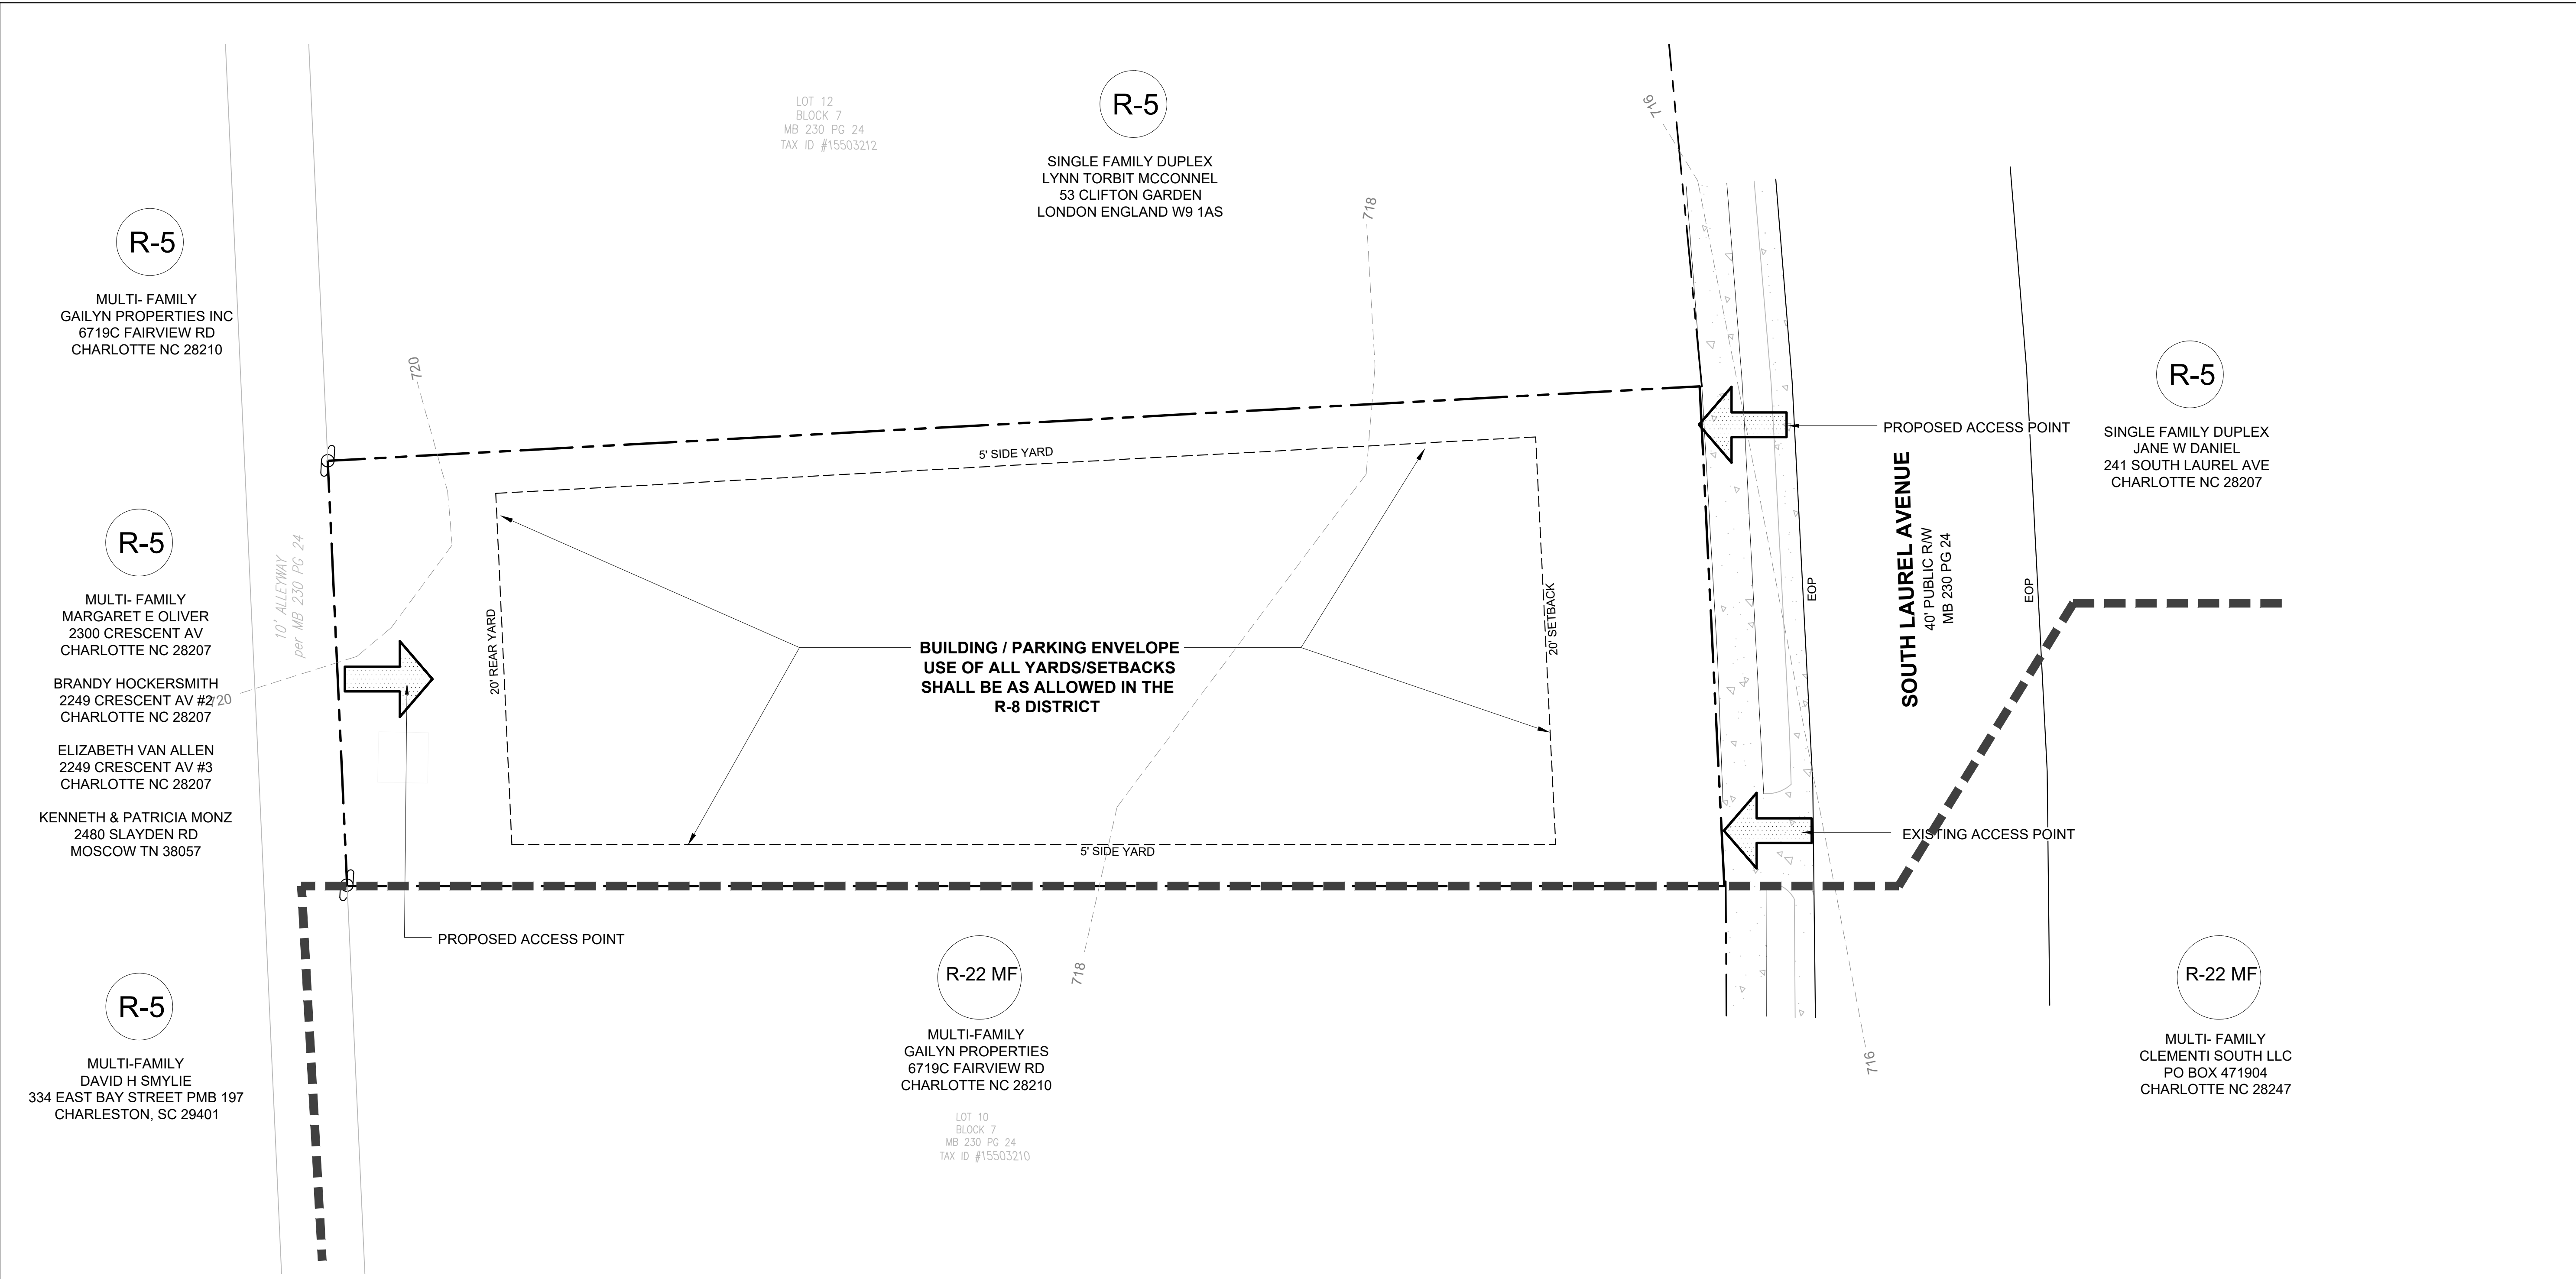 LOT 12
BLOCK 7
MB 230 PG 24
TAX ID #15503212
R-5
SINGLE FAMILY DUPLEX
LYNN TORBIT MCCONNEL
53 CLIFTON GARDEN
LONDON ENGLAND W9 1AS
716
718
R-5
MULTI- FAMILY
GAILYN PROPERTIES INC
6719C FAIRVIEW RD
CHARLOTTE NC 28210
720
R-5
SINGLE FAMILY DUPLEX
JANE W DANIEL
241 SOUTH LAUREL AVE
CHARLOTTE NC 28207
PROPOSED ACCESS POINT
5' SIDE YARD
R-5
MULTI- FAMILY
MARGARET E OLIVER
2300 CRESCENT AV
CHARLOTTE NC 28207
BRANDY HOCKERSMITH
2249 CRESCENT AV #2
CHARLOTTE NC 28207
ELIZABETH VAN ALLEN
2249 CRESCENT AV #3
CHARLOTTE NC 28207
KENNETH & PATRICIA MONZ
2480 SLAYDEN RD
MOSCOW TN 38057
720
10' ALLEYWAY
per MB 230 PG 24
20' REAR YARD
BUILDING / PARKING ENVELOPE
USE OF ALL YARDS/SETBACKS
SHALL BE AS ALLOWED IN THE
R-8 DISTRICT
20' SETBACK
EOP
SOUTH LAUREL AVENUE
40' PUBLIC R/W
MB 230 PG 24
EOP
5' SIDE YARD
EXISTING ACCESS POINT
PROPOSED ACCESS POINT
R-5
MULTI-FAMILY
DAVID H SMYLIE
334 EAST BAY STREET PMB 197
CHARLESTON, SC 29401
R-22 MF
MULTI-FAMILY
GAILYN PROPERTIES
6719C FAIRVIEW RD
CHARLOTTE NC 28210
LOT 10
BLOCK 7
MB 230 PG 24
TAX ID #15503210
718
716
R-22 MF
MULTI- FAMILY
CLEMENTI SOUTH LLC
PO BOX 471904
CHARLOTTE NC 28247